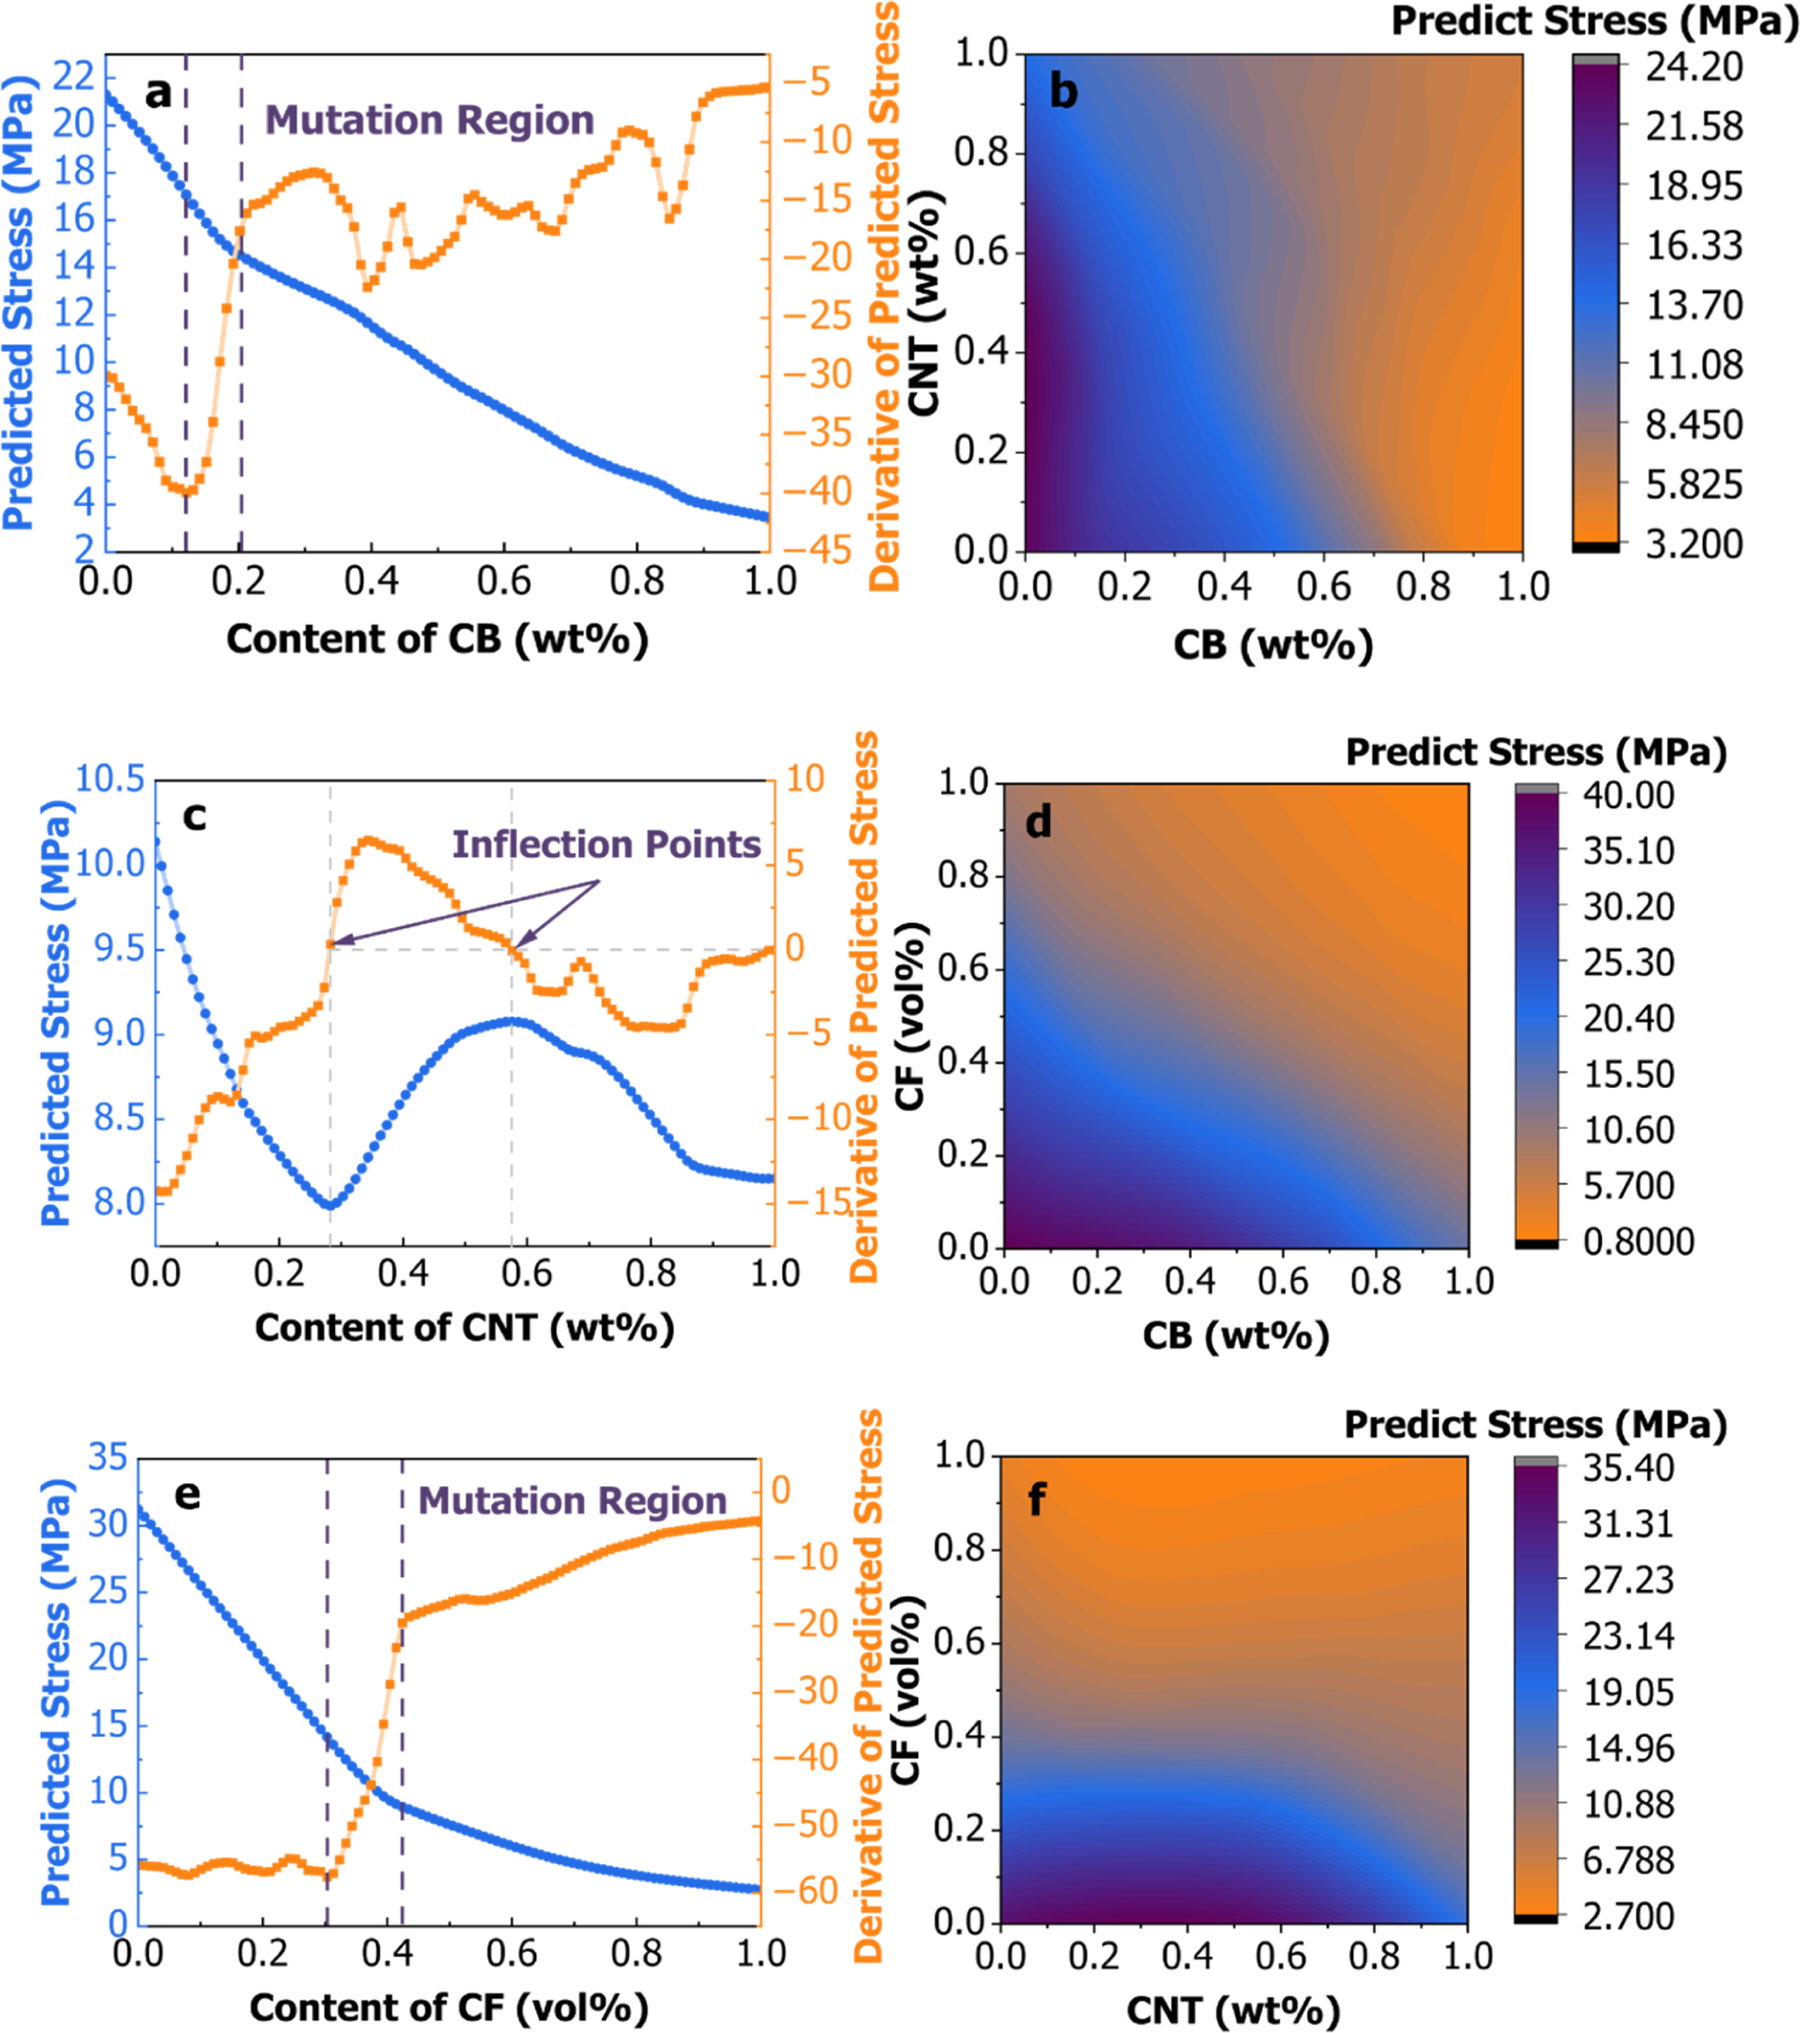 a
Mutation Region
Predicted Stress (MPa)
22
20
18
16
14
12
10
8
6
4
2
Derivative of Predicted Stress
−5
−10
−15
−20
−25
−30
−35
−40
−45
0.0 0.2 0.4 0.6 0.8 1.0
Content of CB (wt%)
Predict Stress (MPa)
b
CNT (wt%)
1.0
0.8
0.6
0.4
0.2
0.0
0.0 0.2 0.4 0.6 0.8 1.0
CB (wt%)
24.20
21.58
18.95
16.33
13.70
11.08
8.450
5.825
3.200
c
Inflection Points
Predicted Stress (MPa)
10.5
10.0
9.5
9.0
8.5
8.0
Derivative of Predicted Stress
10
5
0
−5
−10
−15
0.0 0.2 0.4 0.6 0.8 1.0
Content of CNT (wt%)
Predict Stress (MPa)
d
CF (vol%)
1.0
0.8
0.6
0.4
0.2
0.0
0.0 0.2 0.4 0.6 0.8 1.0
CB (wt%)
40.00
35.10
30.20
25.30
20.40
15.50
10.60
5.700
0.8000
e
Mutation Region
Predicted Stress (MPa)
35
30
25
20
15
10
5
0
Derivative of Predicted Stress
0
−10
−20
−30
−40
−50
−60
0.0 0.2 0.4 0.6 0.8 1.0
Content of CF (vol%)
Predict Stress (MPa)
f
CF (vol%)
1.0
0.8
0.6
0.4
0.2
0.0
0.0 0.2 0.4 0.6 0.8 1.0
CNT (wt%)
35.40
31.31
27.23
23.14
19.05
14.96
10.88
6.788
2.700